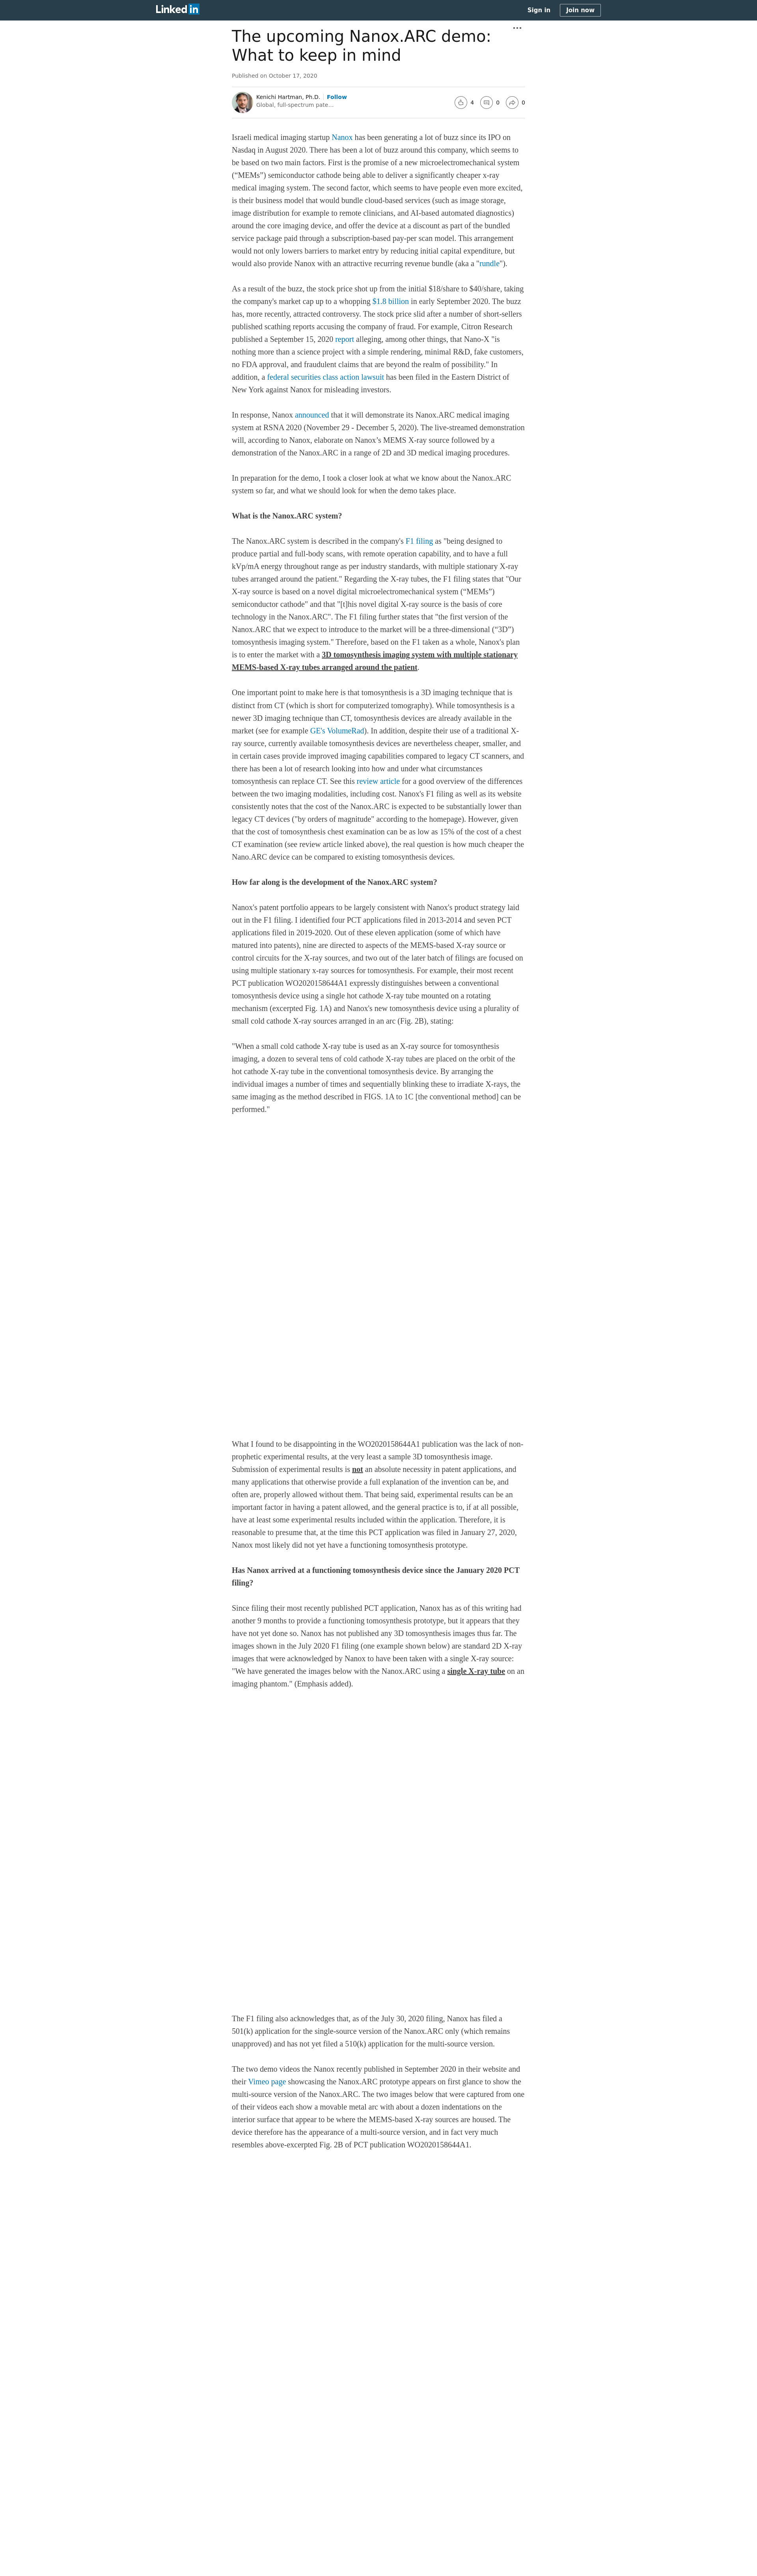 LinkedIn
Sign in
Join now
The upcoming Nanox.ARC demo:
What to keep in mind
Published on October 17, 2020
Kenichi Hartman, Ph.D.
Follow
Global, full-spectrum pate...
4
0
0
Israeli medical imaging startup Nanox has been generating a lot of buzz since its IPO on
Nasdaq in August 2020. There has been a lot of buzz around this company, which seems to
be based on two main factors. First is the promise of a new microelectromechanical system
(“MEMs”) semiconductor cathode being able to deliver a significantly cheaper x-ray
medical imaging system. The second factor, which seems to have people even more excited,
is their business model that would bundle cloud-based services (such as image storage,
image distribution for example to remote clinicians, and AI-based automated diagnostics)
around the core imaging device, and offer the device at a discount as part of the bundled
service package paid through a subscription-based pay-per scan model. This arrangement
would not only lowers barriers to market entry by reducing initial capital expenditure, but
would also provide Nanox with an attractive recurring revenue bundle (aka a "rundle").
As a result of the buzz, the stock price shot up from the initial $18/share to $40/share, taking
the company's market cap up to a whopping $1.8 billion in early September 2020. The buzz
has, more recently, attracted controversy. The stock price slid after a number of short-sellers
published scathing reports accusing the company of fraud. For example, Citron Research
published a September 15, 2020 report alleging, among other things, that Nano-X "is
nothing more than a science project with a simple rendering, minimal R&D, fake customers,
no FDA approval, and fraudulent claims that are beyond the realm of possibility." In
addition, a federal securities class action lawsuit has been filed in the Eastern District of
New York against Nanox for misleading investors.
In response, Nanox announced that it will demonstrate its Nanox.ARC medical imaging
system at RSNA 2020 (November 29 - December 5, 2020). The live-streamed demonstration
will, according to Nanox, elaborate on Nanox’s MEMS X-ray source followed by a
demonstration of the Nanox.ARC in a range of 2D and 3D medical imaging procedures.
In preparation for the demo, I took a closer look at what we know about the Nanox.ARC
system so far, and what we should look for when the demo takes place.
What is the Nanox.ARC system?
The Nanox.ARC system is described in the company's F1 filing as "being designed to
produce partial and full-body scans, with remote operation capability, and to have a full
kVp/mA energy throughout range as per industry standards, with multiple stationary X-ray
tubes arranged around the patient." Regarding the X-ray tubes, the F1 filing states that "Our
X-ray source is based on a novel digital microelectromechanical system (“MEMs”)
semiconductor cathode" and that "[t]his novel digital X-ray source is the basis of core
technology in the Nanox.ARC". The F1 filing further states that "the first version of the
Nanox.ARC that we expect to introduce to the market will be a three-dimensional (“3D”)
tomosynthesis imaging system." Therefore, based on the F1 taken as a whole, Nanox's plan
is to enter the market with a 3D tomosynthesis imaging system with multiple stationary
MEMS-based X-ray tubes arranged around the patient.
One important point to make here is that tomosynthesis is a 3D imaging technique that is
distinct from CT (which is short for computerized tomography). While tomosynthesis is a
newer 3D imaging technique than CT, tomosynthesis devices are already available in the
market (see for example GE's VolumeRad). In addition, despite their use of a traditional X-
ray source, currently available tomosynthesis devices are nevertheless cheaper, smaller, and
in certain cases provide improved imaging capabilities compared to legacy CT scanners, and
there has been a lot of research looking into how and under what circumstances
tomosynthesis can replace CT. See this review article for a good overview of the differences
between the two imaging modalities, including cost. Nanox's F1 filing as well as its website
consistently notes that the cost of the Nanox.ARC is expected to be substantially lower than
legacy CT devices ("by orders of magnitude" according to the homepage). However, given
that the cost of tomosynthesis chest examination can be as low as 15% of the cost of a chest
CT examination (see review article linked above), the real question is how much cheaper the
Nano.ARC device can be compared to existing tomosynthesis devices.
How far along is the development of the Nanox.ARC system?
Nanox's patent portfolio appears to be largely consistent with Nanox's product strategy laid
out in the F1 filing. I identified four PCT applications filed in 2013-2014 and seven PCT
applications filed in 2019-2020. Out of these eleven application (some of which have
matured into patents), nine are directed to aspects of the MEMS-based X-ray source or
control circuits for the X-ray sources, and two out of the later batch of filings are focused on
using multiple stationary x-ray sources for tomosynthesis. For example, their most recent
PCT publication WO2020158644A1 expressly distinguishes between a conventional
tomosynthesis device using a single hot cathode X-ray tube mounted on a rotating
mechanism (excerpted Fig. 1A) and Nanox's new tomosynthesis device using a plurality of
small cold cathode X-ray sources arranged in an arc (Fig. 2B), stating:
"When a small cold cathode X-ray tube is used as an X-ray source for tomosynthesis
imaging, a dozen to several tens of cold cathode X-ray tubes are placed on the orbit of the
hot cathode X-ray tube in the conventional tomosynthesis device. By arranging the
individual images a number of times and sequentially blinking these to irradiate X-rays, the
same imaging as the method described in FIGS. 1A to 1C [the conventional method] can be
performed."
What I found to be disappointing in the WO2020158644A1 publication was the lack of non-
prophetic experimental results, at the very least a sample 3D tomosynthesis image.
Submission of experimental results is not an absolute necessity in patent applications, and
many applications that otherwise provide a full explanation of the invention can be, and
often are, properly allowed without them. That being said, experimental results can be an
important factor in having a patent allowed, and the general practice is to, if at all possible,
have at least some experimental results included within the application. Therefore, it is
reasonable to presume that, at the time this PCT application was filed in January 27, 2020,
Nanox most likely did not yet have a functioning tomosynthesis prototype.
Has Nanox arrived at a functioning tomosynthesis device since the January 2020 PCT
filing?
Since filing their most recently published PCT application, Nanox has as of this writing had
another 9 months to provide a functioning tomosynthesis prototype, but it appears that they
have not yet done so. Nanox has not published any 3D tomosynthesis images thus far. The
images shown in the July 2020 F1 filing (one example shown below) are standard 2D X-ray
images that were acknowledged by Nanox to have been taken with a single X-ray source:
"We have generated the images below with the Nanox.ARC using a single X-ray tube on an
imaging phantom." (Emphasis added).
The F1 filing also acknowledges that, as of the July 30, 2020 filing, Nanox has filed a
501(k) application for the single-source version of the Nanox.ARC only (which remains
unapproved) and has not yet filed a 510(k) application for the multi-source version.
The two demo videos the Nanox recently published in September 2020 in their website and
their Vimeo page showcasing the Nanox.ARC prototype appears on first glance to show the
multi-source version of the Nanox.ARC. The two images below that were captured from one
of their videos each show a movable metal arc with about a dozen indentations on the
interior surface that appear to be where the MEMS-based X-ray sources are housed. The
device therefore has the appearance of a multi-source version, and in fact very much
resembles above-excerpted Fig. 2B of PCT publication WO2020158644A1.